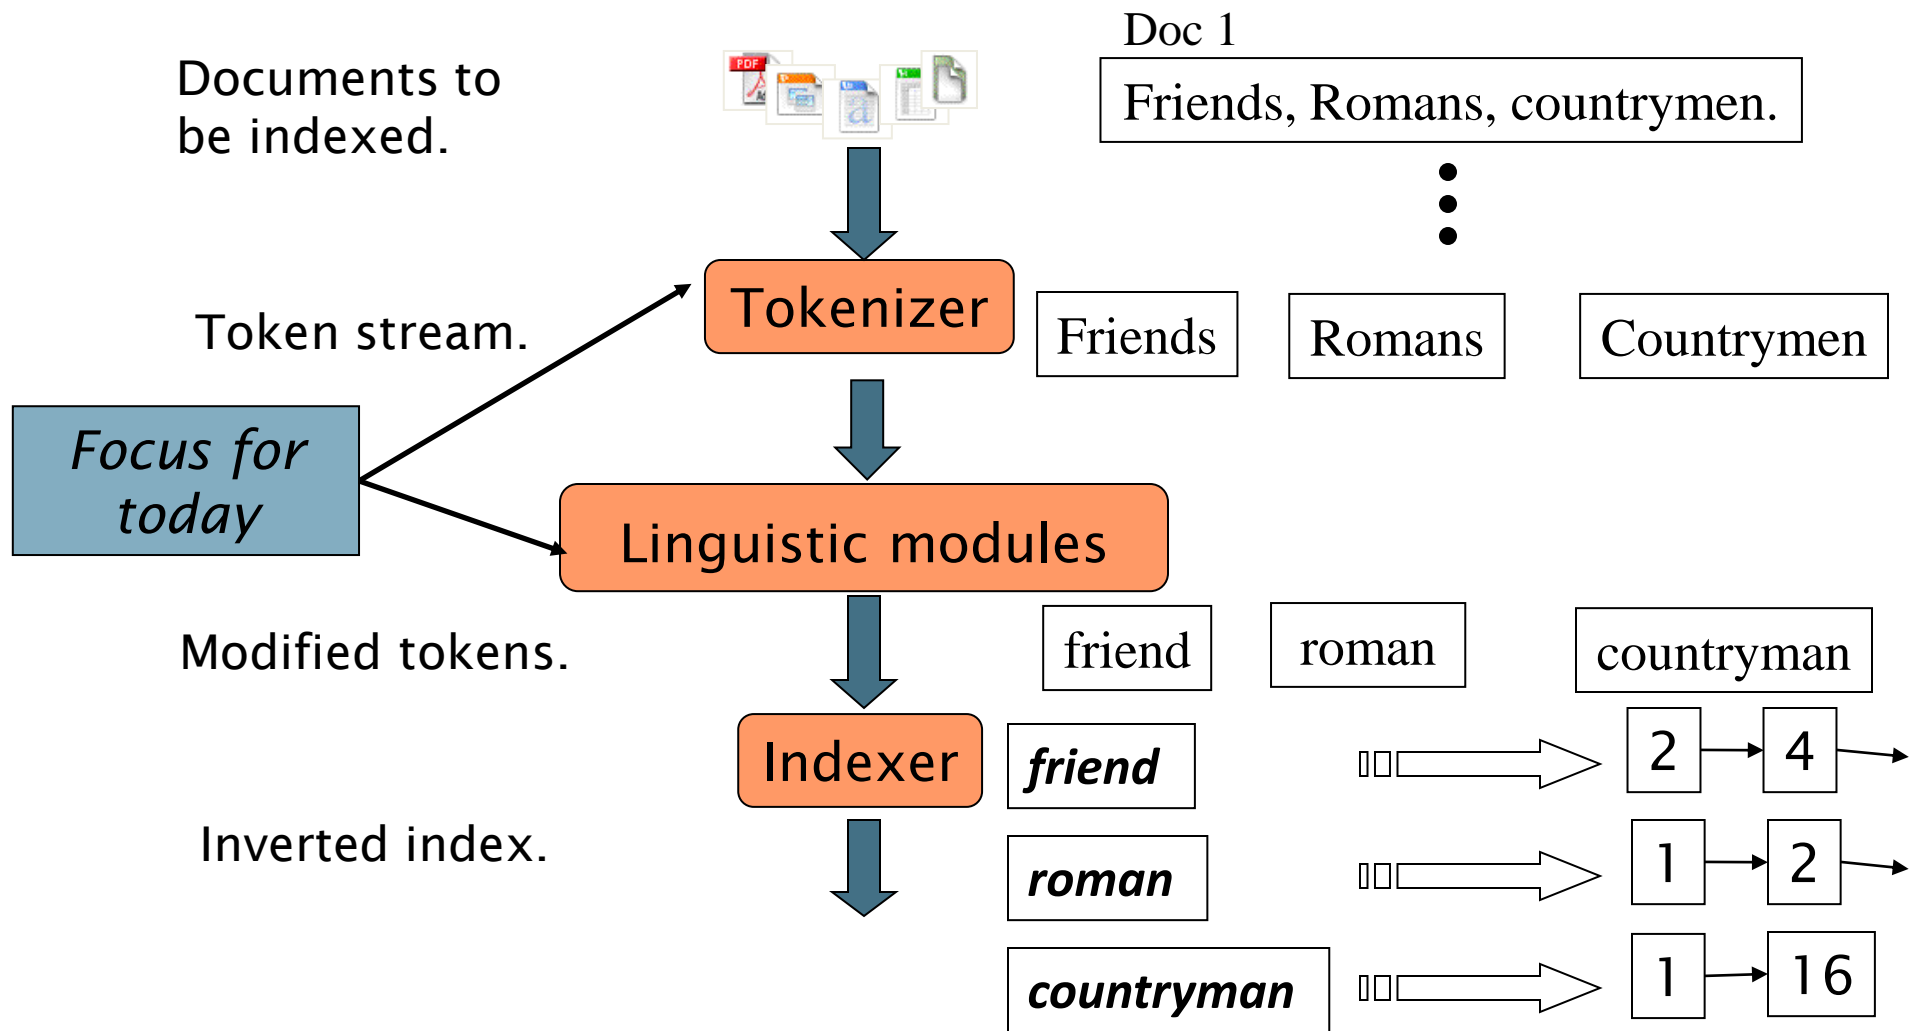 Doc 1
Documents to
be indexed.
PDF
Friends, Romans, countrymen.
Tokenizer
Token stream.
Friends
Romans
Countrymen
Focus for
today
Linguistic modules
Modified tokens.
friend
roman
countryman
Indexer
friend
2
4
Inverted index.
roman
1
2
countryman
1
16